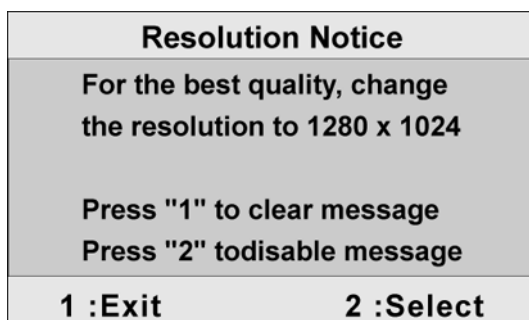 Resolution Notice
For the best quality, change
the resolution to 1280 x 1024
Press "1" to clear message
Press "2" todisable message
1 :Exit 2 :Select